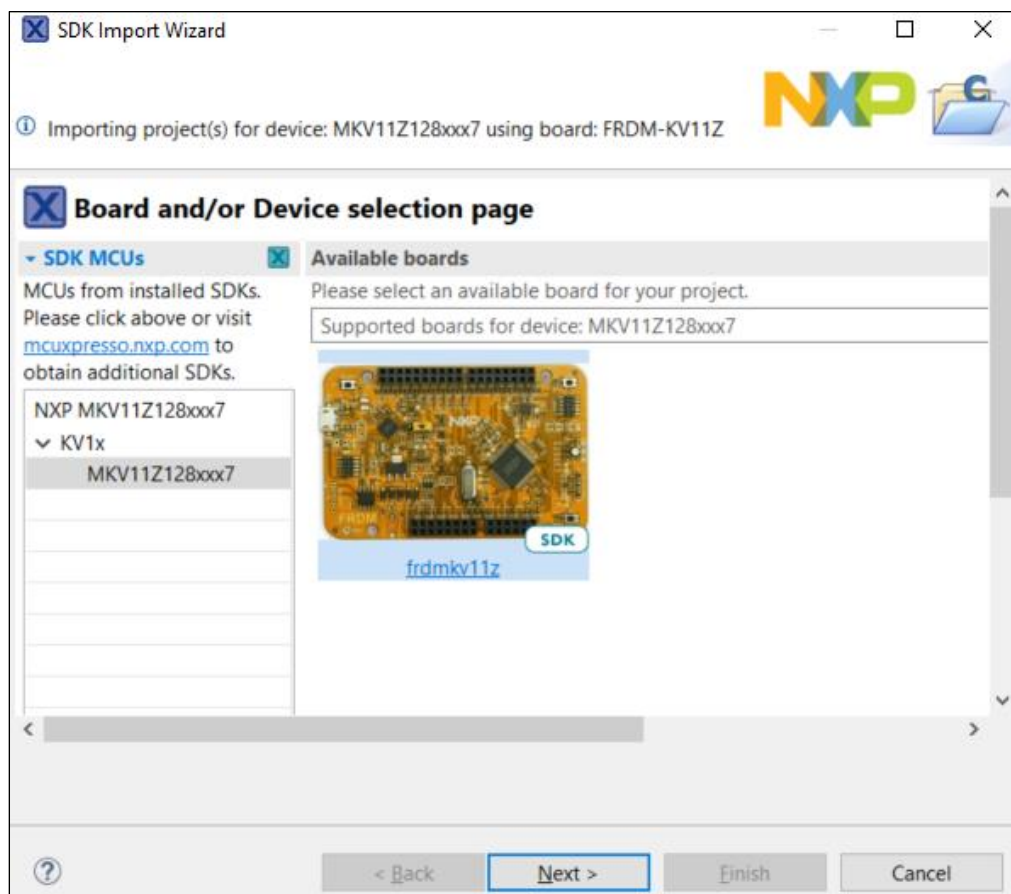 SDK Import Wizard
NXP
Importing project(s) for device: MKV11Z128xxx7 using board: FRDM-KV11Z
Board and/or Device selection page
SDK MCUs
MCUs from installed SDKs.
Please click above or visit
mcuxpresso.nxp.com to
obtain additional SDKs.
NXP MKV11Z128xxx7
KV1x
MKV11Z128xxx7
Available boards
Please select an available board for your project.
Supported boards for device: MKV11Z128xxx7
NXP
FRDM
SDK
frdmkv11z
< Back
Next >
Finish
Cancel